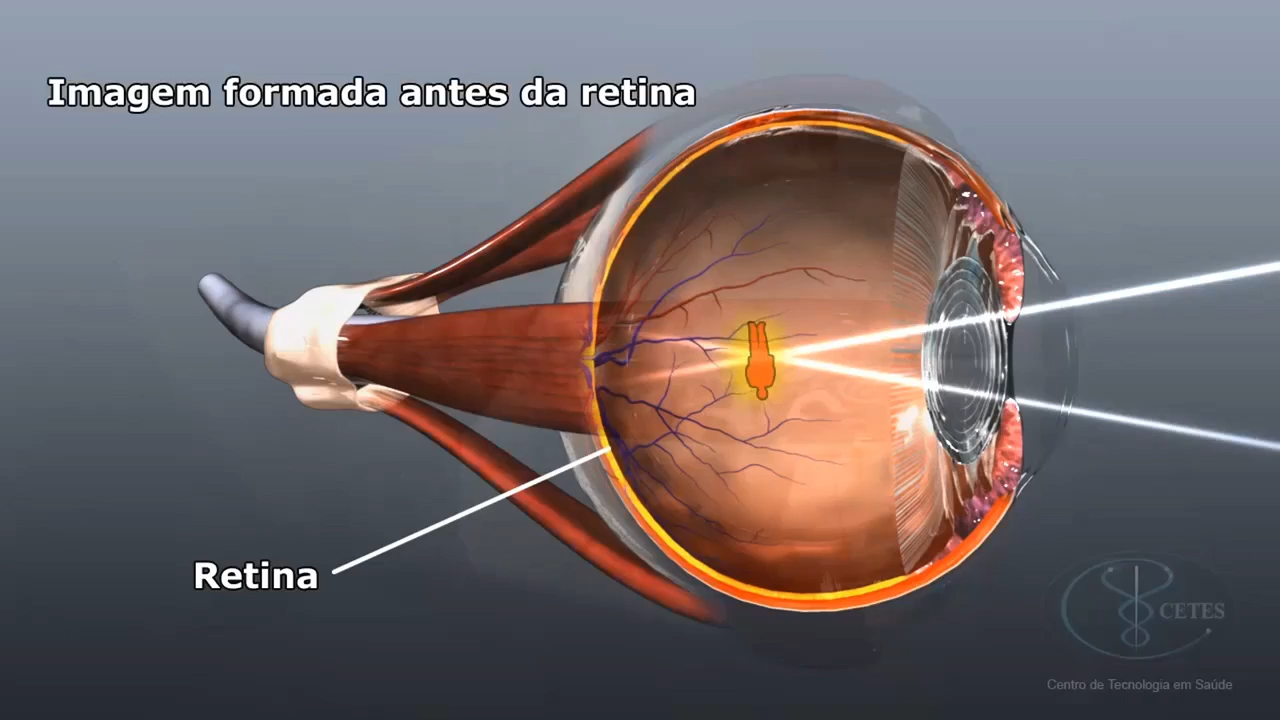 Imagem formada antes da retina
Retina
CETES
Centro de Tecnologia em Saúde